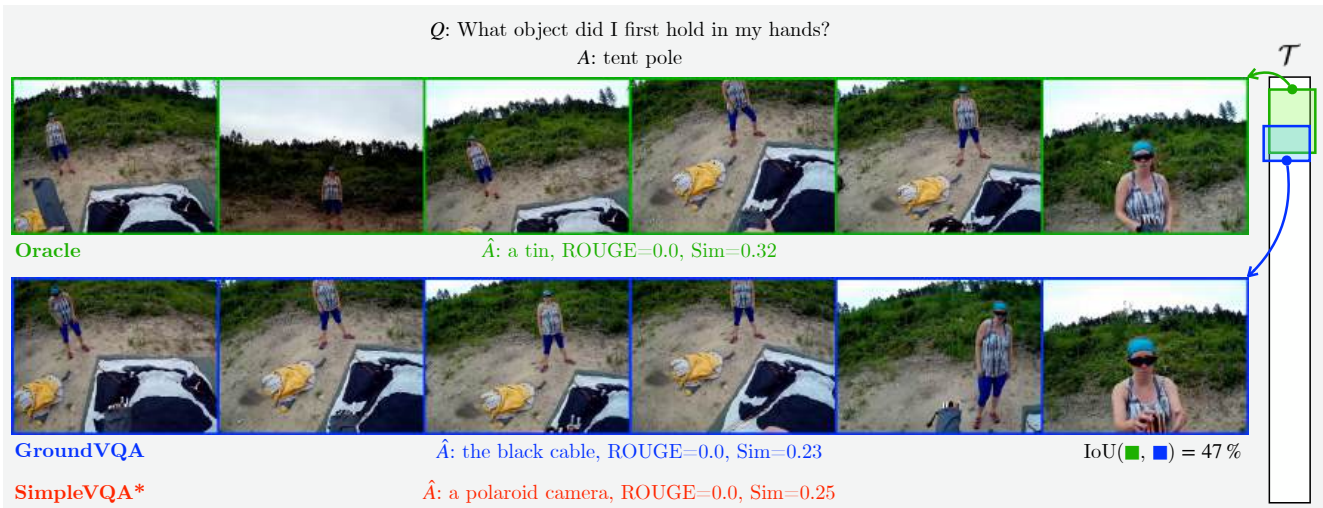 Q: What object did I first hold in my hands?
A: tent pole
𝒯
Oracle
Â: a tin, ROUGE=0.0, Sim=0.32
GroundVQA
Â: the black cable, ROUGE=0.0, Sim=0.23
IoU(■, ■) = 47 %
SimpleVQA*
Â: a polaroid camera, ROUGE=0.0, Sim=0.25